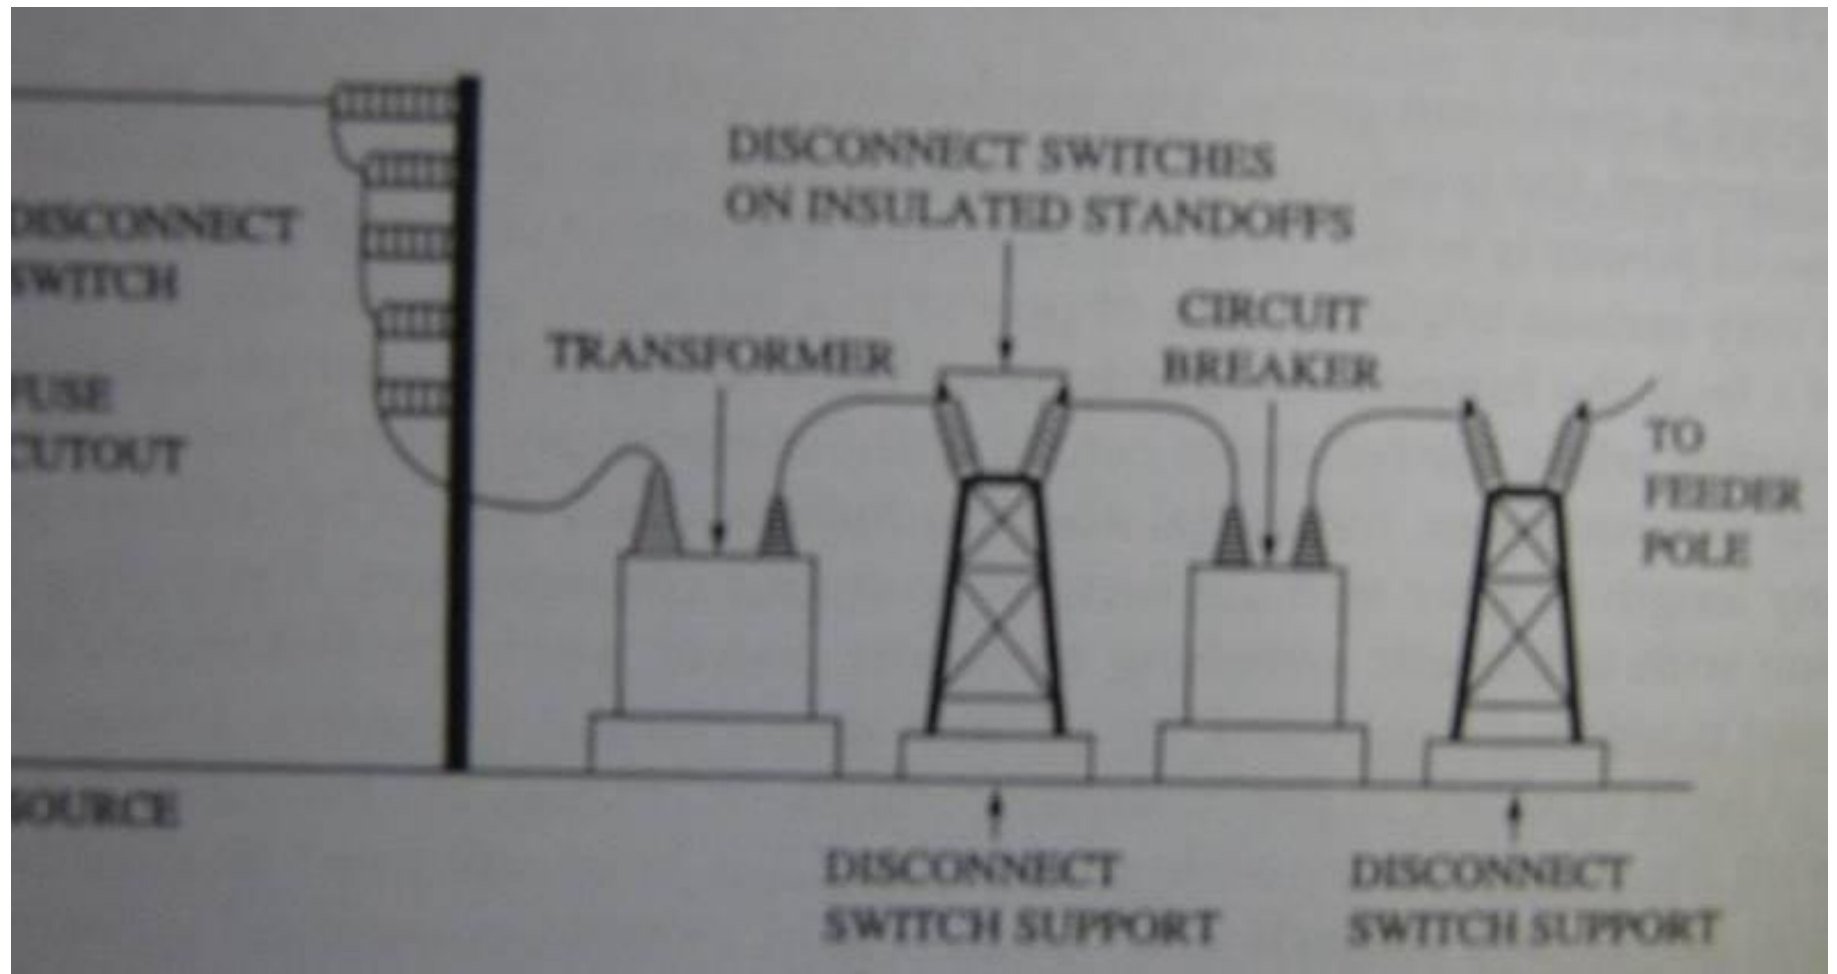 DISCONNECT SWITCHES
ON INSULATED STANDOFFS
DISCONNECT
SWITCH
CIRCUIT
BREAKER
TRANSFORMER
FUSE
CUTOUT
TO
FEEDER
POLE
SOURCE
DISCONNECT
SWITCH SUPPORT
DISCONNECT
SWITCH SUPPORT